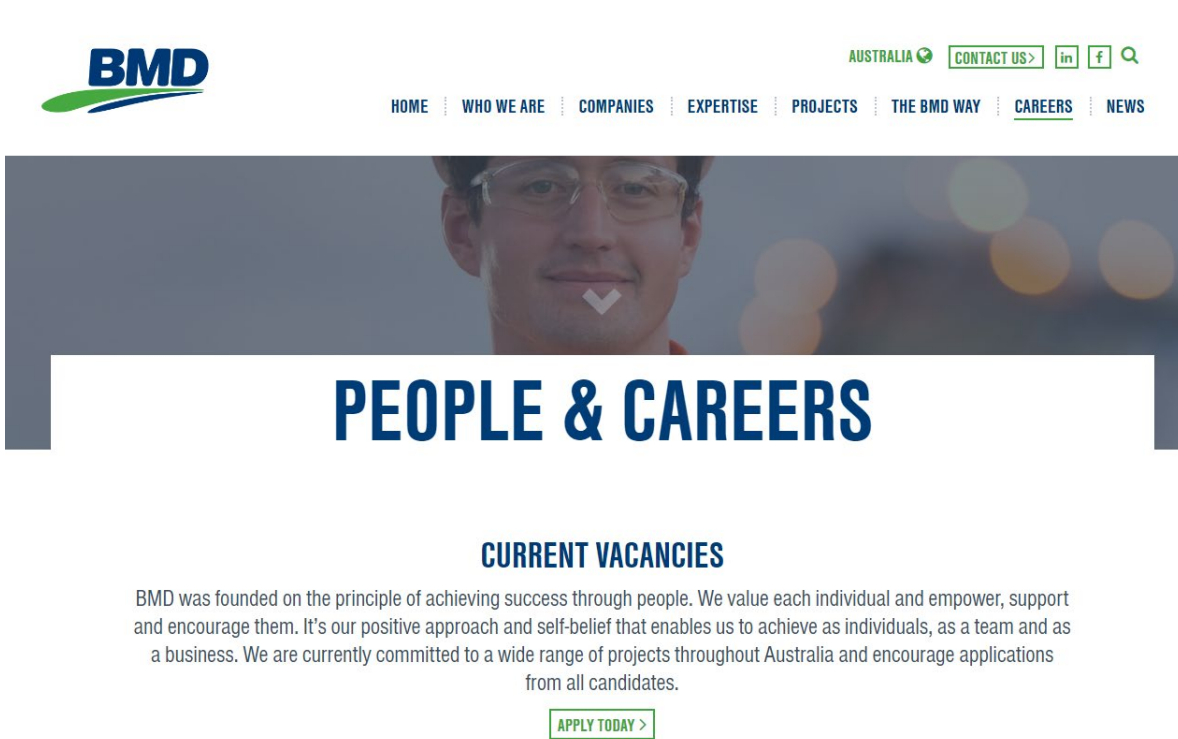 BMD
AUSTRALIA
CONTACT US>
in
f
HOME
WHO WE ARE
COMPANIES
EXPERTISE
PROJECTS
THE BMD WAY
CAREERS
NEWS
PEOPLE & CAREERS
CURRENT VACANCIES
BMD was founded on the principle of achieving success through people. We value each individual and empower, support
and encourage them. It’s our positive approach and self-belief that enables us to achieve as individuals, as a team and as
a business. We are currently committed to a wide range of projects throughout Australia and encourage applications
from all candidates.
APPLY TODAY >